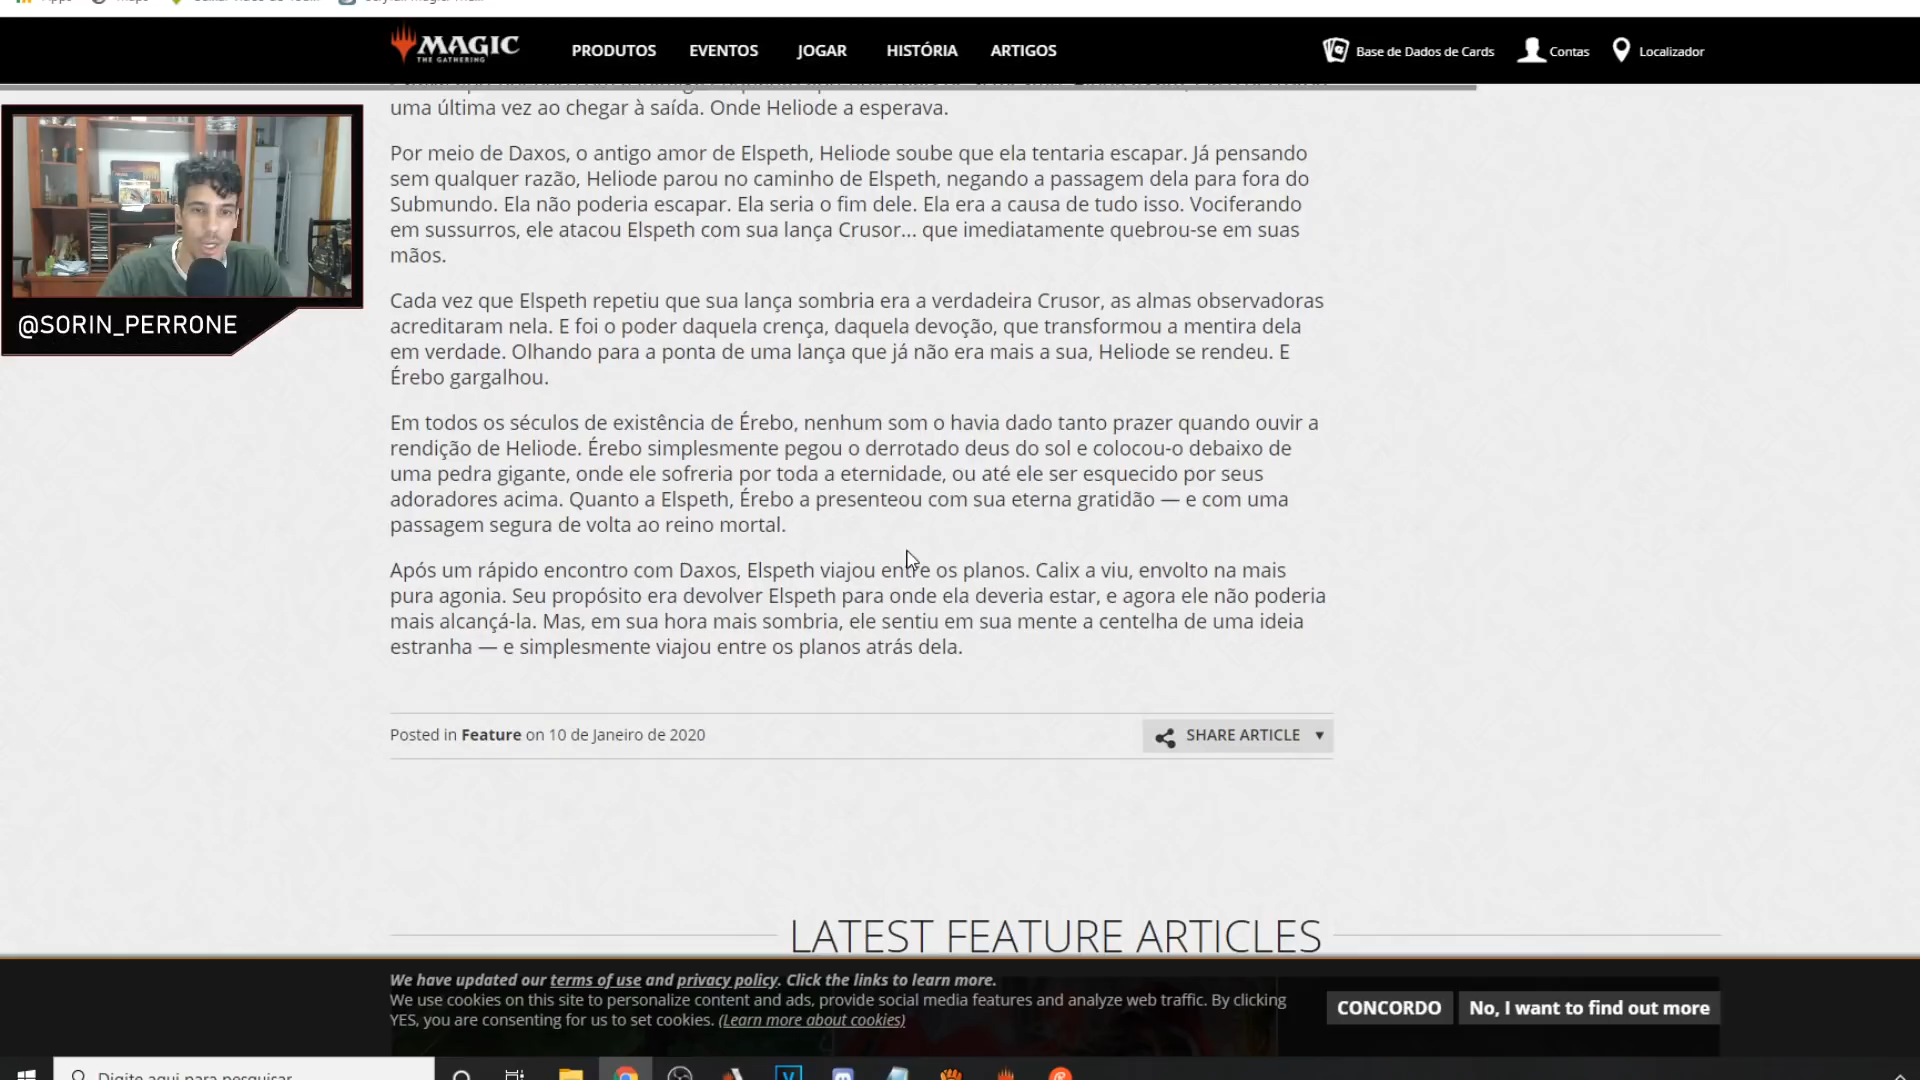 Apps
MAGIC
THE GATHERING
PRODUTOS
EVENTOS
JOGAR
HISTÓRIA
ARTIGOS
Base de Dados de Cards
Contas
Localizador
uma última vez ao chegar à saída. Onde Heliode a esperava.
@SORIN_PERRONE
Por meio de Daxos, o antigo amor de Elspeth, Heliode soube que ela tentaria escapar. Já pensando
sem qualquer razão, Heliode parou no caminho de Elspeth, negando a passagem dela para fora do
Submundo. Ela não poderia escapar. Ela seria o fim dele. Ela era a causa de tudo isso. Vociferando
em sussurros, ele atacou Elspeth com sua lança Crusor... que imediatamente quebrou-se em suas
mãos.
Cada vez que Elspeth repetiu que sua lança sombria era a verdadeira Crusor, as almas observadoras
acreditaram nela. E foi o poder daquela crença, daquela devoção, que transformou a mentira dela
em verdade. Olhando para a ponta de uma lança que já não era mais a sua, Heliode se rendeu. E
Érebo gargalhou.
Em todos os séculos de existência de Érebo, nenhum som o havia dado tanto prazer quando ouvir a
rendição de Heliode. Érebo simplesmente pegou o derrotado deus do sol e colocou-o debaixo de
uma pedra gigante, onde ele sofreria por toda a eternidade, ou até ele ser esquecido por seus
adoradores acima. Quanto a Elspeth, Érebo a presenteou com sua eterna gratidão — e com uma
passagem segura de volta ao reino mortal.
Após um rápido encontro com Daxos, Elspeth viajou entre os planos. Calix a viu, envolto na mais
pura agonia. Seu propósito era devolver Elspeth para onde ela deveria estar, e agora ele não poderia
mais alcançá-la. Mas, em sua hora mais sombria, ele sentiu em sua mente a centelha de uma ideia
estranha — e simplesmente viajou entre os planos atrás dela.
Posted in Feature on 10 de Janeiro de 2020
SHARE ARTICLE ▼
LATEST FEATURE ARTICLES
We have updated our terms of use and privacy policy. Click the links to learn more.
We use cookies on this site to personalize content and ads, provide social media features and analyze web traffic. By clicking
YES, you are consenting for us to set cookies. (Learn more about cookies)
CONCORDO
No, I want to find out more
Digite aqui para pesquisar